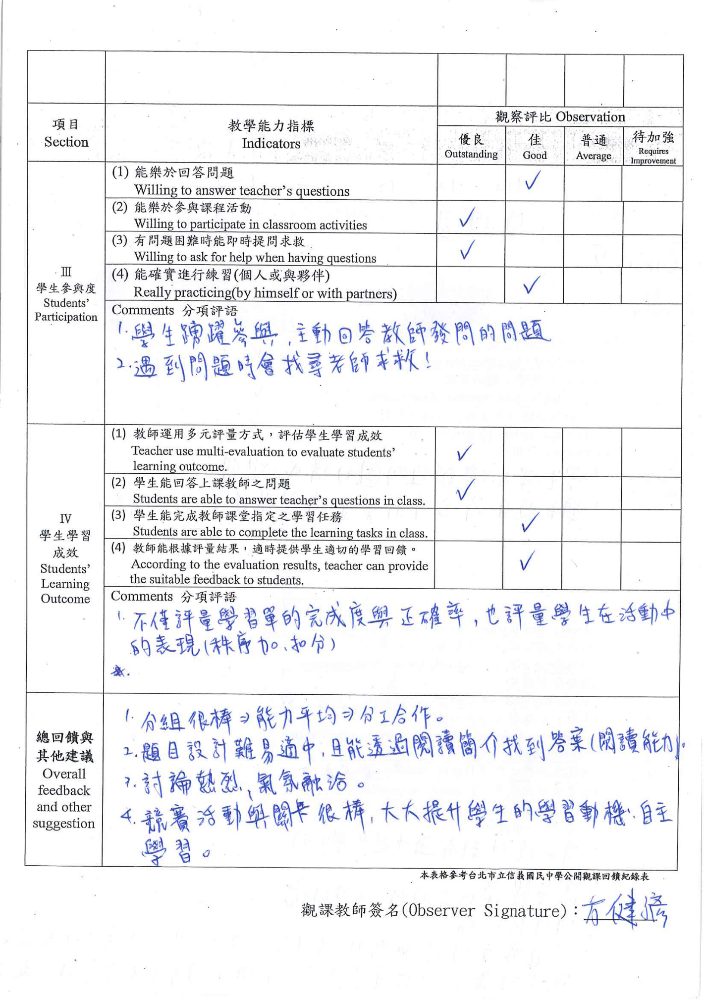 項目
Section
教學能力指標
Indicators
觀察評比 Observation
優良
Outstanding
佳
Good
普通
Average
待加強
Requires
Improvement
III
學生參與度
Students’
Participation
(1) 能樂於回答問題
Willing to answer teacher’s questions
✓
(2) 能樂於參與課程活動
Willing to participate in classroom activities
✓
(3) 有問題困難時能即時提問求救
Willing to ask for help when having questions
✓
(4) 能確實進行練習(個人或與夥伴)
Really practicing(by himself or with partners)
✓
Comments 分項評語
1. 學生踴躍參與,主動回答教師發問的問題
2. 遇到問題時會找尋老師求救!
IV
學生學習
成效
Students’
Learning
Outcome
(1) 教師運用多元評量方式，評估學生學習成效
Teacher use multi-evaluation to evaluate students’
learning outcome.
✓
(2) 學生能回答上課教師之問題
Students are able to answer teacher’s questions in class.
✓
(3) 學生能完成教師課堂指定之學習任務
Students are able to complete the learning tasks in class.
✓
(4) 教師能根據評量結果，適時提供學生適切的學習回饋。
According to the evaluation results, teacher can provide
the suitable feedback to students.
✓
Comments 分項評語
1. 不僅評量學習單的完成度與正確率,也評量學生在活動中
的表現(秩序加、扣分)
總回饋與
其他建議
Overall
feedback
and other
suggestion
1. 分組很棒⇒能力平均⇒分工合作。
2. 題目設計難易適中,且能透過閱讀簡介找到答案(閱讀能力)。
3. 討論熱烈,氣氛融洽。
4. 競賽活動與關卡很棒,大大提升學生的學習動機、自主
學習。
本表格參考台北市立信義國民中學公開觀課回饋紀錄表
觀課教師簽名(Observer Signature)：方健